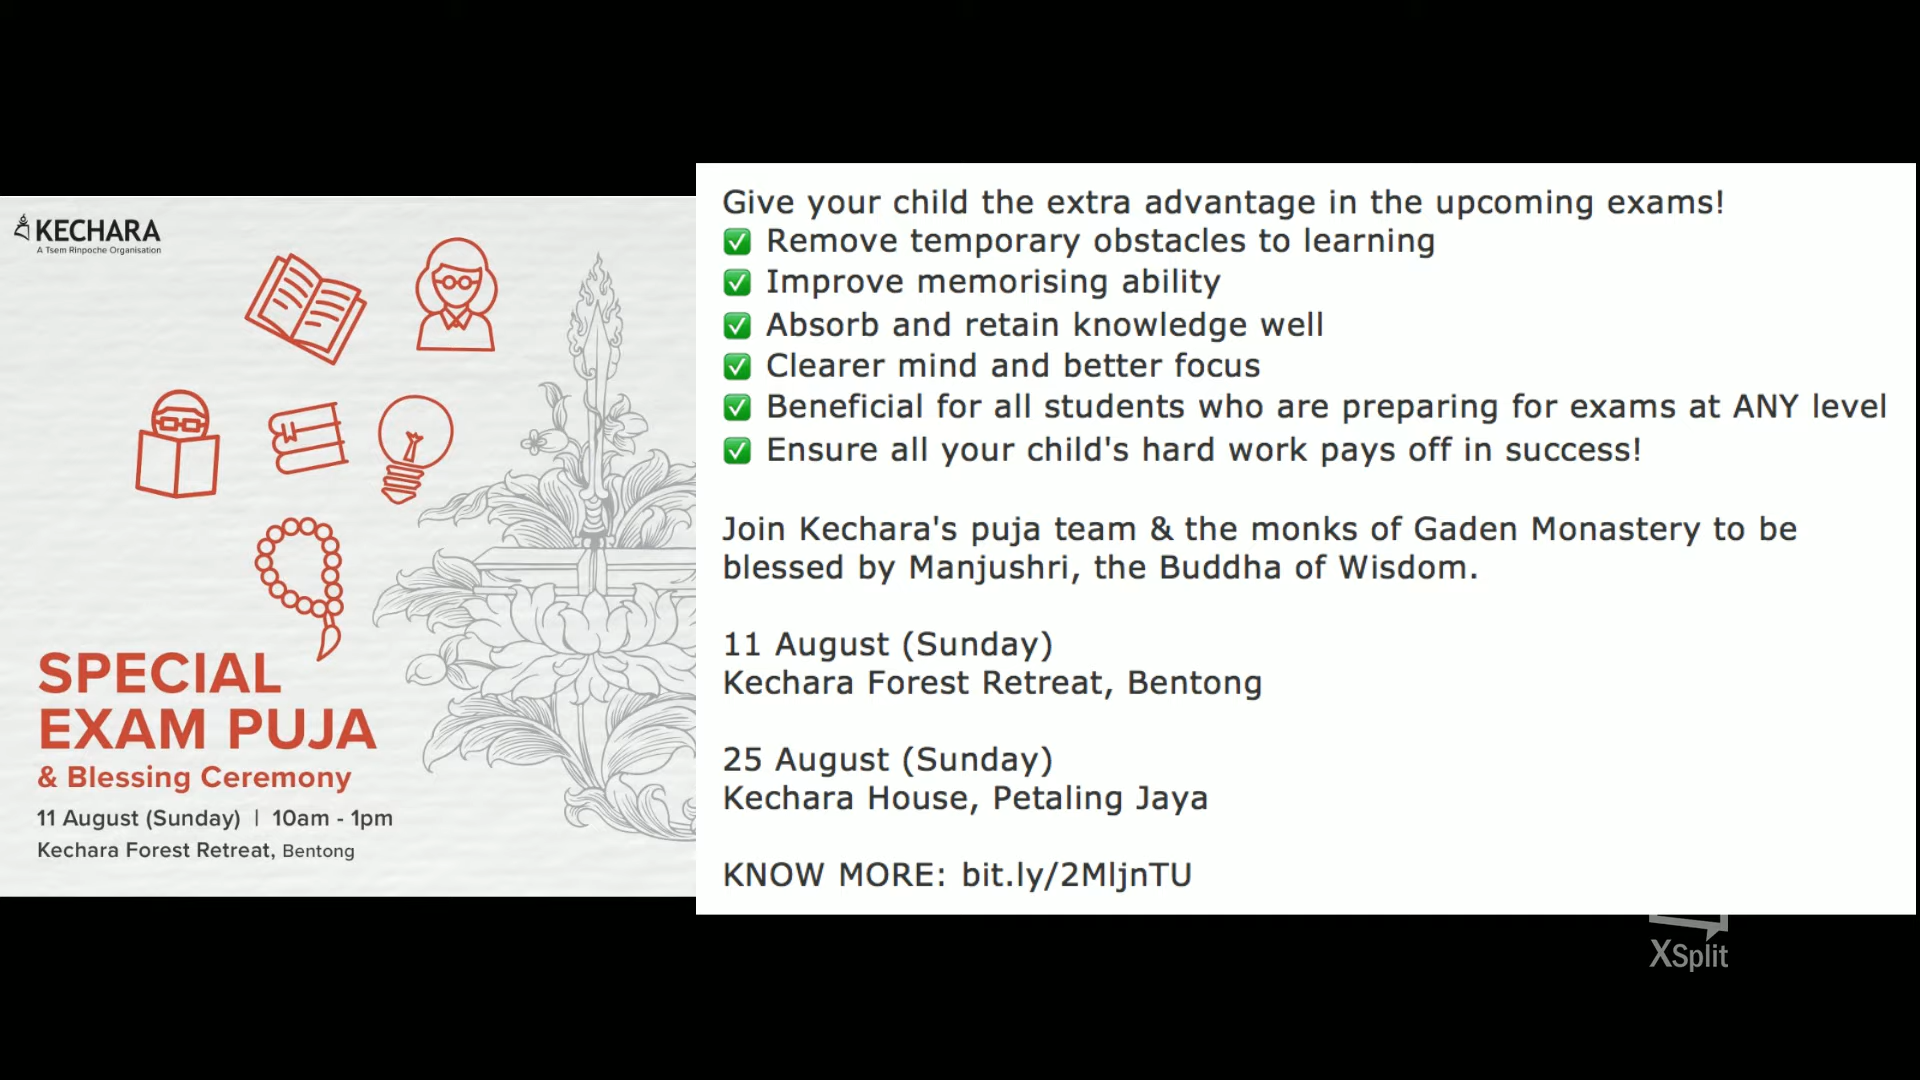 KECHARA
A Tsem Rinpoche Organisation
SPECIAL
EXAM PUJA
& Blessing Ceremony
11 August (Sunday) | 10am - 1pm
Kechara Forest Retreat, Bentong
Give your child the extra advantage in the upcoming exams!
✅ Remove temporary obstacles to learning
✅ Improve memorising ability
✅ Absorb and retain knowledge well
✅ Clearer mind and better focus
✅ Beneficial for all students who are preparing for exams at ANY level
✅ Ensure all your child's hard work pays off in success!
Join Kechara's puja team & the monks of Gaden Monastery to be
blessed by Manjushri, the Buddha of Wisdom.
11 August (Sunday)
Kechara Forest Retreat, Bentong
25 August (Sunday)
Kechara House, Petaling Jaya
KNOW MORE: bit.ly/2MljnTU
XSplit